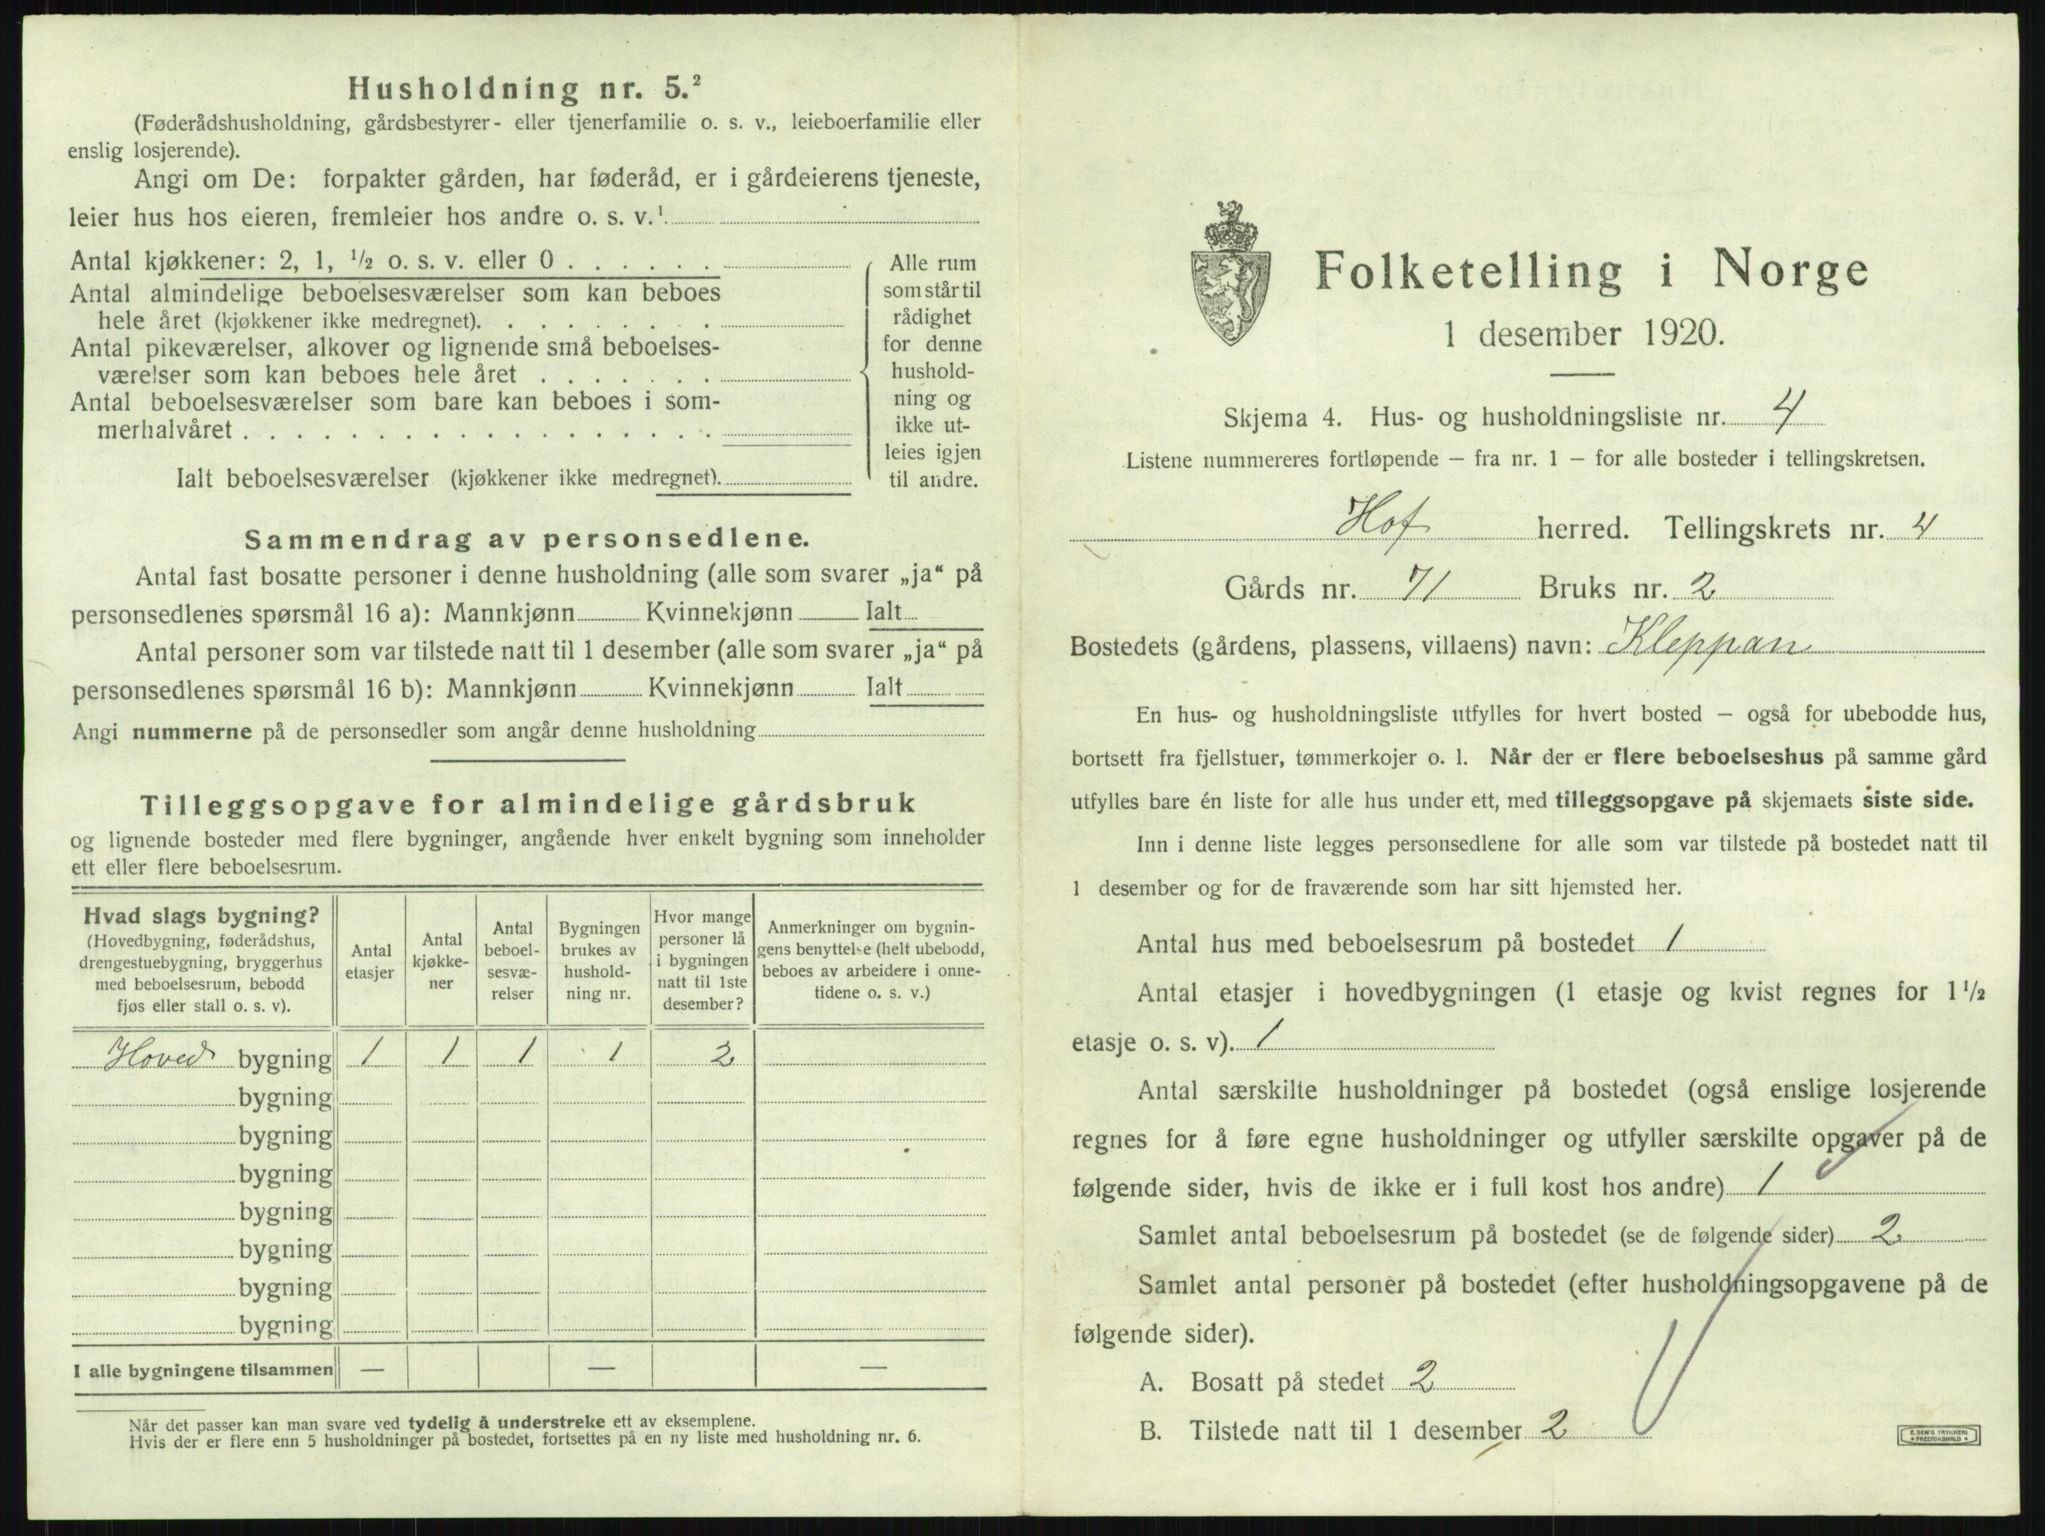 Husholdning nr. 5.²
(Føderådshusholdning, gårdsbestyrer- eller tjenerfamilie o. s. v., leieboerfamilie eller
enslig losjerende).
Angi om De: forpakter gården, har føderåd, er i gårdeierens tjeneste,
leier hus hos eieren, fremleier hos andre o. s. v.¹
Antal kjøkkener: 2, 1, ½ o. s. v. eller 0
Antal almindelige beboelsesværelser som kan beboes
hele året (kjøkkener ikke medregnet).
Antal pikeværelser, alkover og lignende små beboelses-
værelser som kan beboes hele året
Antal beboelsesværelser som bare kan beboes i som-
merhalvåret
Ialt beboelsesværelser (kjøkkener ikke medregnet).
Alle rum
som står til
rådighet
for denne
hushold-
ning og
ikke ut-
leies igjen
til andre.
Sammendrag av personsedlene.
Antal fast bosatte personer i denne husholdning (alle som svarer „ja“ på
personsedlenes spørsmål 16 a): Mannkjønn Kvinnekjønn Ialt
Antal personer som var tilstede natt til 1 desember (alle som svarer „ja“ på
personsedlenes spørsmål 16 b): Mannkjønn Kvinnekjønn Ialt
Angi nummerne på de personsedler som angår denne husholdning
Tilleggsopgave for almindelige gårdsbruk
og lignende bosteder med flere bygninger, angående hver enkelt bygning som inneholder
ett eller flere beboelsesrum.
Hvad slags bygning?
(Hovedbygning, føderådshus,
drengestuebygning, bryggerhus
med beboelsesrum, bebodd
fjøs eller stall o. s. v).
Antal
etasjer
Antal
kjøkke-
ner
Antal
beboel-
sesvæ-
relser
Bygningen
brukes av
hushold-
ning nr.
Hvor mange
personer lå
i bygningen
natt til 1ste
desember?
Anmerkninger om bygnin-
gens benyttelse (helt ubebodd,
beboes av arbeidere i onne-
tidene o. s. v.)
Hoved bygning 1 1 1 1 2
bygning
bygning
bygning
bygning
bygning
bygning
bygning
I alle bygningene tilsammen — — —
Når det passer kan man svare ved tydelig å understreke ett av eksemplene.
Hvis der er flere enn 5 husholdninger på bostedet, fortsettes på en ny liste med husholdning nr. 6.
Folketelling i Norge
1 desember 1920.
Skjema 4. Hus- og husholdningsliste nr. 4
Listene nummereres fortløpende – fra nr. 1 – for alle bosteder i tellingskretsen.
Hof herred. Tellingskrets nr. 4
Gårds nr. 71 Bruks nr. 2
Bostedets (gårdens, plassens, villaens) navn: Kleppan
En hus- og husholdningsliste utfylles for hvert bosted – også for ubebodde hus,
bortsett fra fjellstuer, tømmerkojer o. l. Når der er flere beboelseshus på samme gård
utfylles bare én liste for alle hus under ett, med tilleggsopgave på skjemaets siste side.
Inn i denne liste legges personsedlene for alle som var tilstede på bostedet natt til
1 desember og for de fraværende som har sitt hjemsted her.
Antal hus med beboelsesrum på bostedet 1
Antal etasjer i hovedbygningen (1 etasje og kvist regnes for 1½
etasje o. s. v). 1
Antal særskilte husholdninger på bostedet (også enslige losjerende
regnes for å føre egne husholdninger og utfyller særskilte opgaver på de
følgende sider, hvis de ikke er i full kost hos andre) 1
Samlet antal beboelsesrum på bostedet (se de følgende sider) 2
Samlet antal personer på bostedet (efter husholdningsopgavene på de
følgende sider).
A. Bosatt på stedet 2
B. Tilstede natt til 1 desember 2
E. SEM'S TRYKKERI
• FREDRIKSHALD •